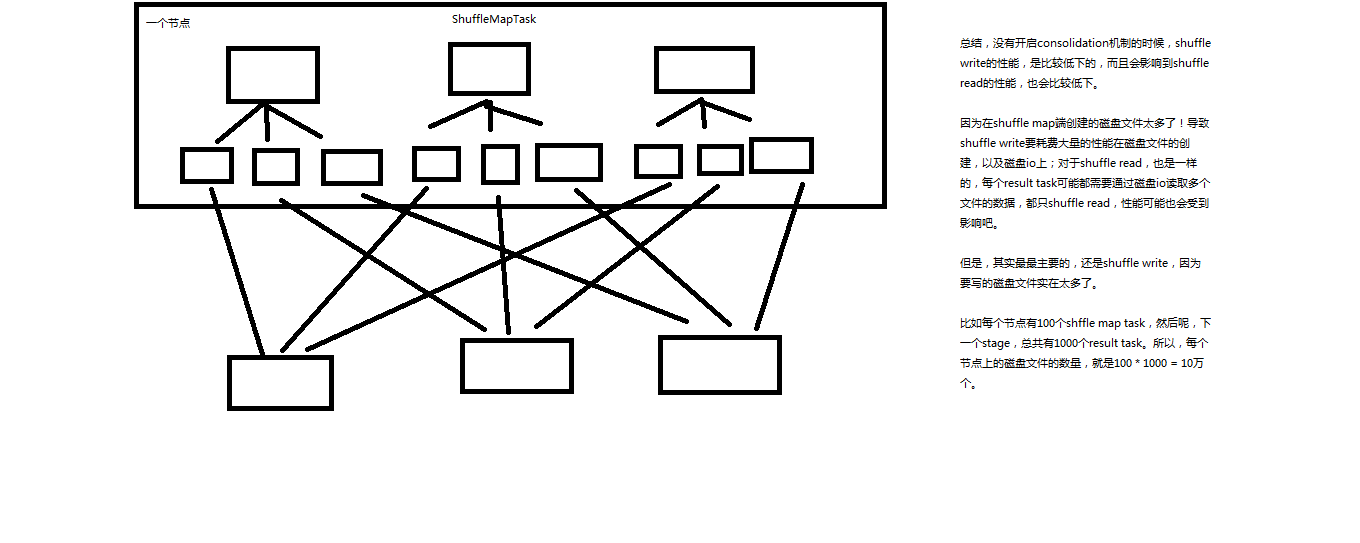 一个节点
ShuffleMapTask
总结，没有开启consolidation机制的时候，shuffle
write的性能，是比较低下的，而且会影响到shuffle
read的性能，也会比较低下。
因为在shuffle map端创建的磁盘文件太多了！导致
shuffle write要耗费大量的性能在磁盘文件的创
建，以及磁盘io上；对于shuffle read，也是一样
的，每个result task可能都需要通过磁盘io读取多个
文件的数据，都只shuffle read，性能可能也会受到
影响吧。
但是，其实最最主要的，还是shuffle write，因为
要写的磁盘文件实在太多了。
比如每个节点有100个shffle map task，然后呢，下
一个stage，总共有1000个result task。所以，每个
节点上的磁盘文件的数量，就是100 * 1000 = 10万
个。